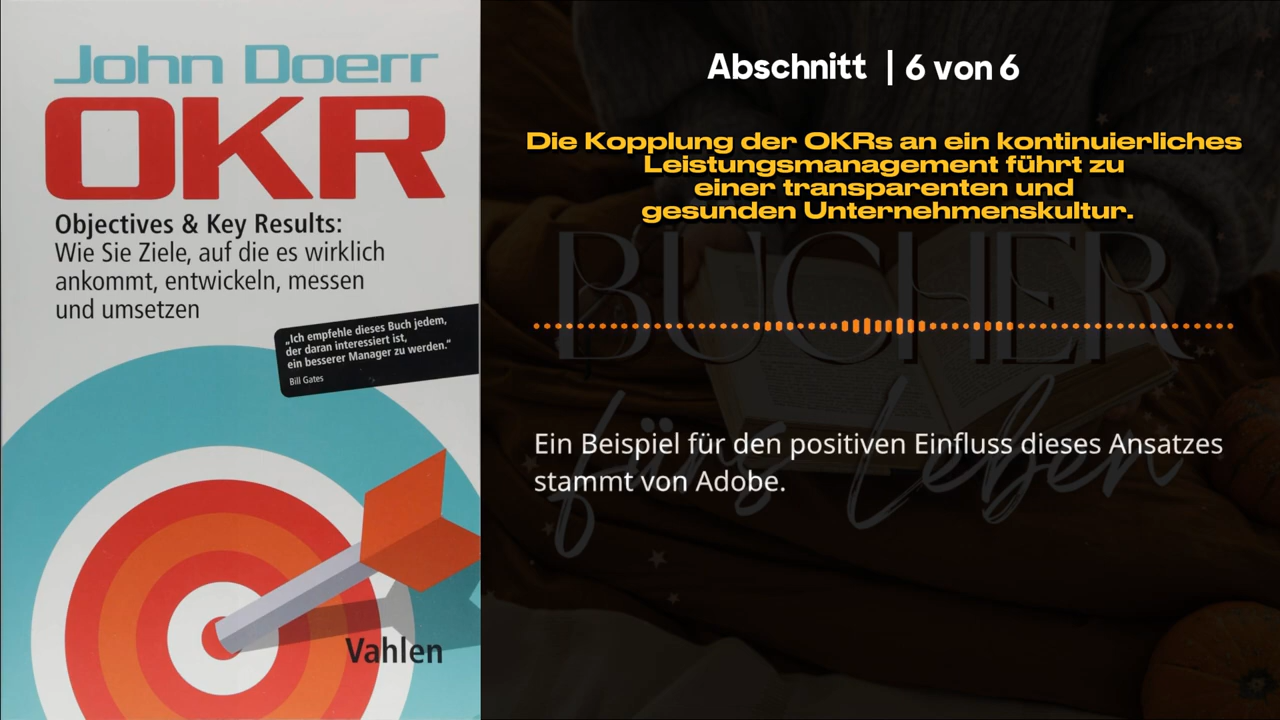 John Doerr
OKR
Objectives & Key Results:
Wie Sie Ziele, auf die es wirklich
ankommt, entwickeln, messen
und umsetzen
„Ich empfehle dieses Buch jedem,
der daran interessiert ist,
ein besserer Manager zu werden.“
Bill Gates
Vahlen
Abschnitt | 6 von 6
Die Kopplung der OKRs an ein kontinuierliches
Leistungsmanagement führt zu
einer transparenten und
gesunden Unternehmenskultur.
BÜCHER
fürs Leben
Ein Beispiel für den positiven Einfluss dieses Ansatzes
stammt von Adobe.